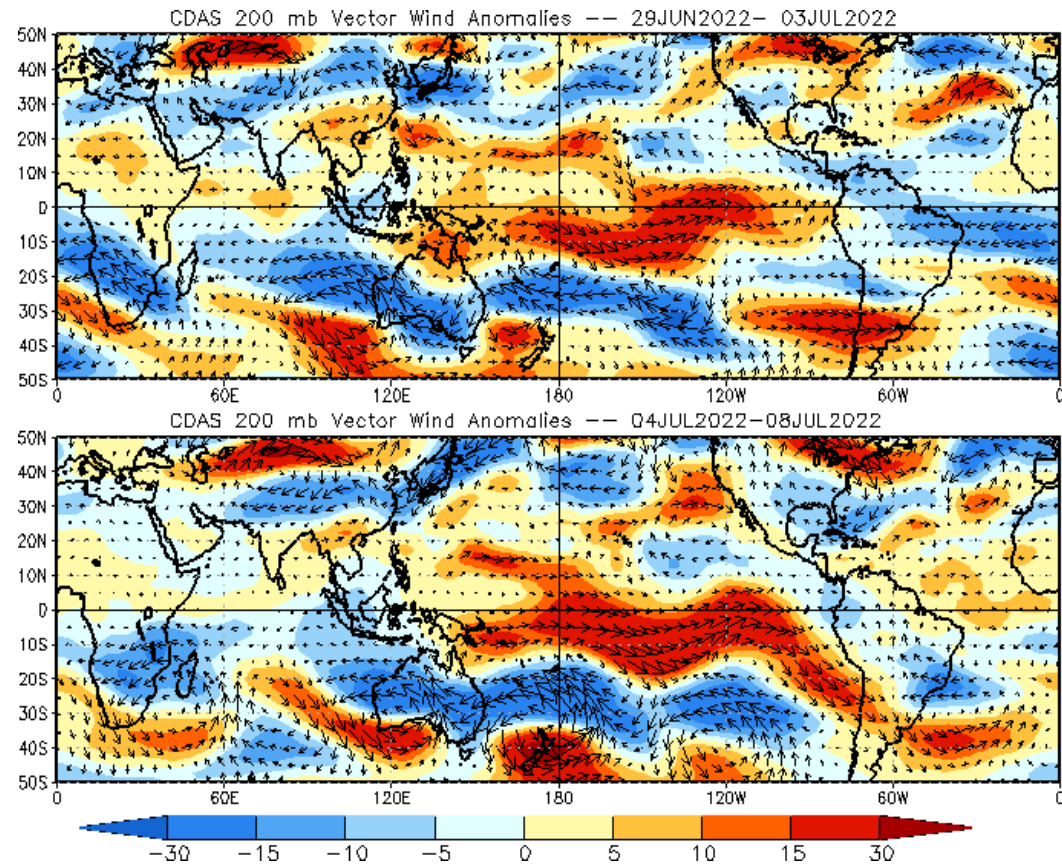 CDAS 200 mb Vector Wind Anomalies -- 29JUN2022- 03JUL2022
50N
40N
30N
20N
10N
0
10S
20S
30S
40S
50S
0 60E 120E 180 120W 60W 0
CDAS 200 mb Vector Wind Anomalies -- 04JUL2022-08JUL2022
50N
40N
30N
20N
10N
0
10S
20S
30S
40S
50S
0 60E 120E 180 120W 60W 0
-30 -15 -10 -5 0 5 10 15 30